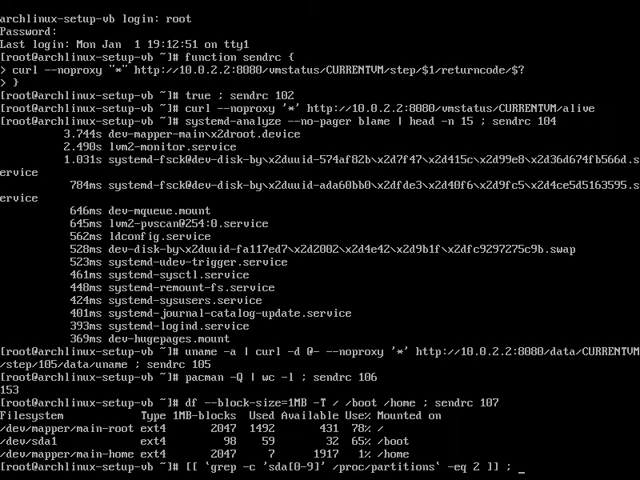 archlinux-setup-vb login: root
Password:
Last login: Mon Jan  1 19:12:51 on tty1
[root@archlinux-setup-vb ~]# function sendrc {
> curl --noproxy "*" http://10.0.2.2:8080/vmstatus/CURRENTVM/step/$1/returncode/$?
> }
[root@archlinux-setup-vb ~]# true ; sendrc 102
[root@archlinux-setup-vb ~]# curl --noproxy '*' http://10.0.2.2:8080/vmstatus/CURRENTVM/alive
[root@archlinux-setup-vb ~]# systemd-analyze --no-pager blame | head -n 15 ; sendrc 104
3.744s dev-mapper-main\x2droot.device
2.490s lvm2-monitor.service
1.031s systemd-fsck@dev-disk-by\x2duuid-574af82b\x2d7f47\x2d415c\x2d99e8\x2d36d674fb566d.s
ervice
784ms systemd-fsck@dev-disk-by\x2duuid-ada60bb0\x2dfde3\x2d40f6\x2d9fc5\x2d4ce5d5163595.s
ervice
646ms dev-mqueue.mount
645ms lvm2-pvscan@254:0.service
562ms ldconfig.service
528ms dev-disk-by\x2duuid-fa117ed7\x2d2002\x2d4e42\x2d9b1f\x2dfc9297275c9b.swap
523ms systemd-udev-trigger.service
461ms systemd-sysctl.service
448ms systemd-remount-fs.service
424ms systemd-sysusers.service
401ms systemd-journal-catalog-update.service
393ms systemd-logind.service
369ms dev-hugepages.mount
[root@archlinux-setup-vb ~]# uname -a | curl -d @- --noproxy '*' http://10.0.2.2:8080/data/CURRENTVM
/step/105/data/uname ; sendrc 105
[root@archlinux-setup-vb ~]# pacman -Q | wc -l ; sendrc 106
153
[root@archlinux-setup-vb ~]# df --block-size=1MB -T / /boot /home ; sendrc 107
Filesystem            Type 1MB-blocks  Used Available Use% Mounted on
/dev/mapper/main-root ext4       2047  1492       431  78% /
/dev/sda1             ext4         98    59        32  65% /boot
/dev/mapper/main-home ext4       2047     7      1917   1% /home
[root@archlinux-setup-vb ~]# [[ `grep -c 'sda[0-9]' /proc/partitions` -eq 2 ]] ; _